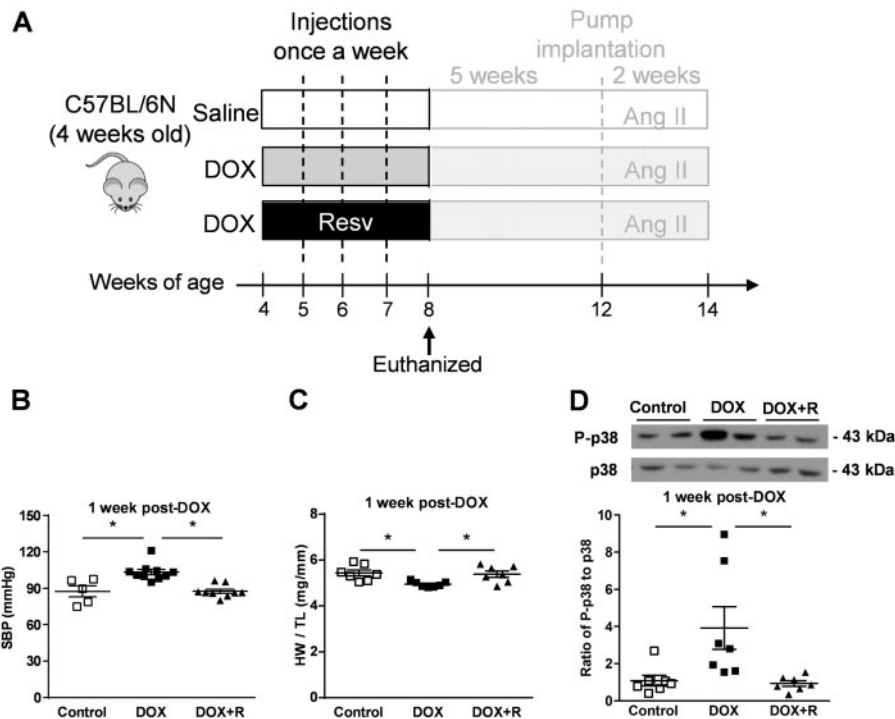 A
Injections
once a week
Pump
implantation
5 weeks
2 weeks
C57BL/6N
(4 weeks old)
Saline
Ang II
DOX
Ang II
DOX
Resv
Ang II
Weeks of age
4 5 6 7 8 12 14
Euthanized
B
1 week post-DOX
* *
SBP (mmHg)
150
120
90
60
30
0
Control DOX DOX+R
C
1 week post-DOX
* *
HW / TL (mg/mm)
8
6
4
2
0
Control DOX DOX+R
D
Control DOX DOX+R
P-p38 - 43 kDa
p38 - 43 kDa
1 week post-DOX
* *
Ratio of P-p38 to p38
10
8
6
4
2
0
Control DOX DOX+R